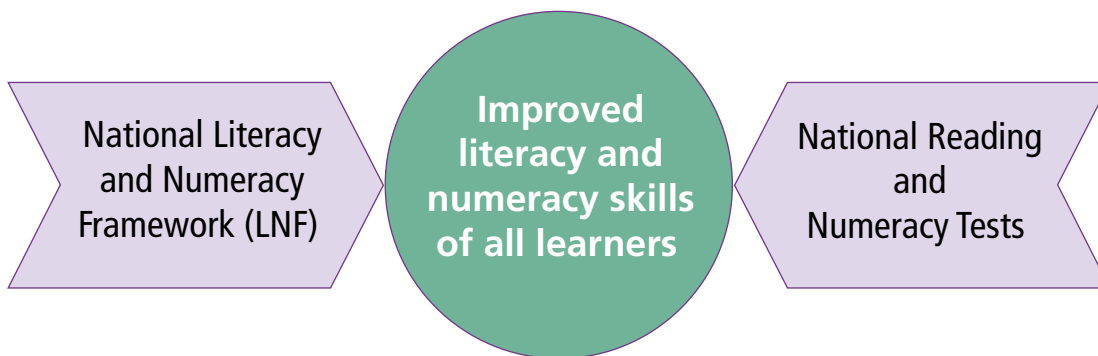 National Literacy
and Numeracy
Framework (LNF)
Improved
literacy and
numeracy skills
of all learners
National Reading
and
Numeracy Tests